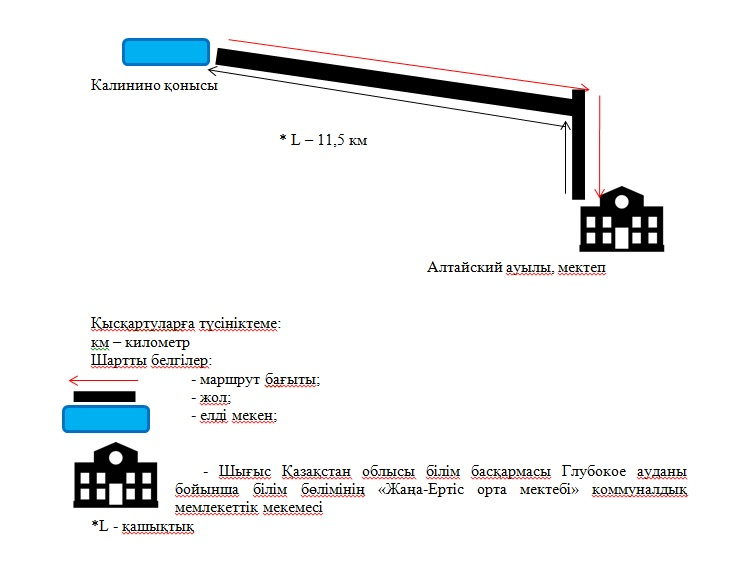 Калинино қонысы
* L – 11,5 км
Алтайский ауылы, мектеп
Қысқартуларға түсініктеме:
км – километр
Шартты белгілер:
- маршрут бағыты;
- жол;
- елді мекен;
- Шығыс Қазақстан облысы білім басқармасы Глубокое ауданы
бойынша білім бөлімінің «Жаңа-Ертіс орта мектебі» коммуналдық
мемлекеттік мекемесі
*L - қашықтық